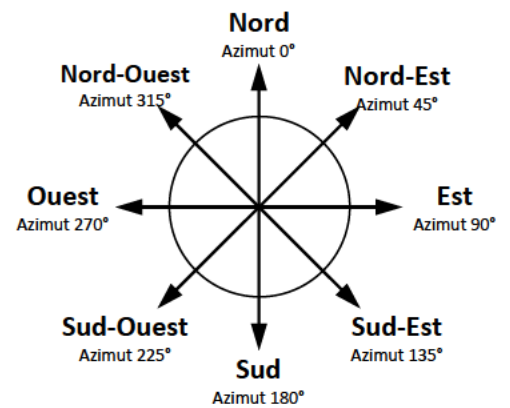 Nord
Azimut 0°
Nord-Ouest
Azimut 315°
Nord-Est
Azimut 45°
Ouest
Azimut 270°
Est
Azimut 90°
Sud-Ouest
Azimut 225°
Sud-Est
Azimut 135°
Sud
Azimut 180°